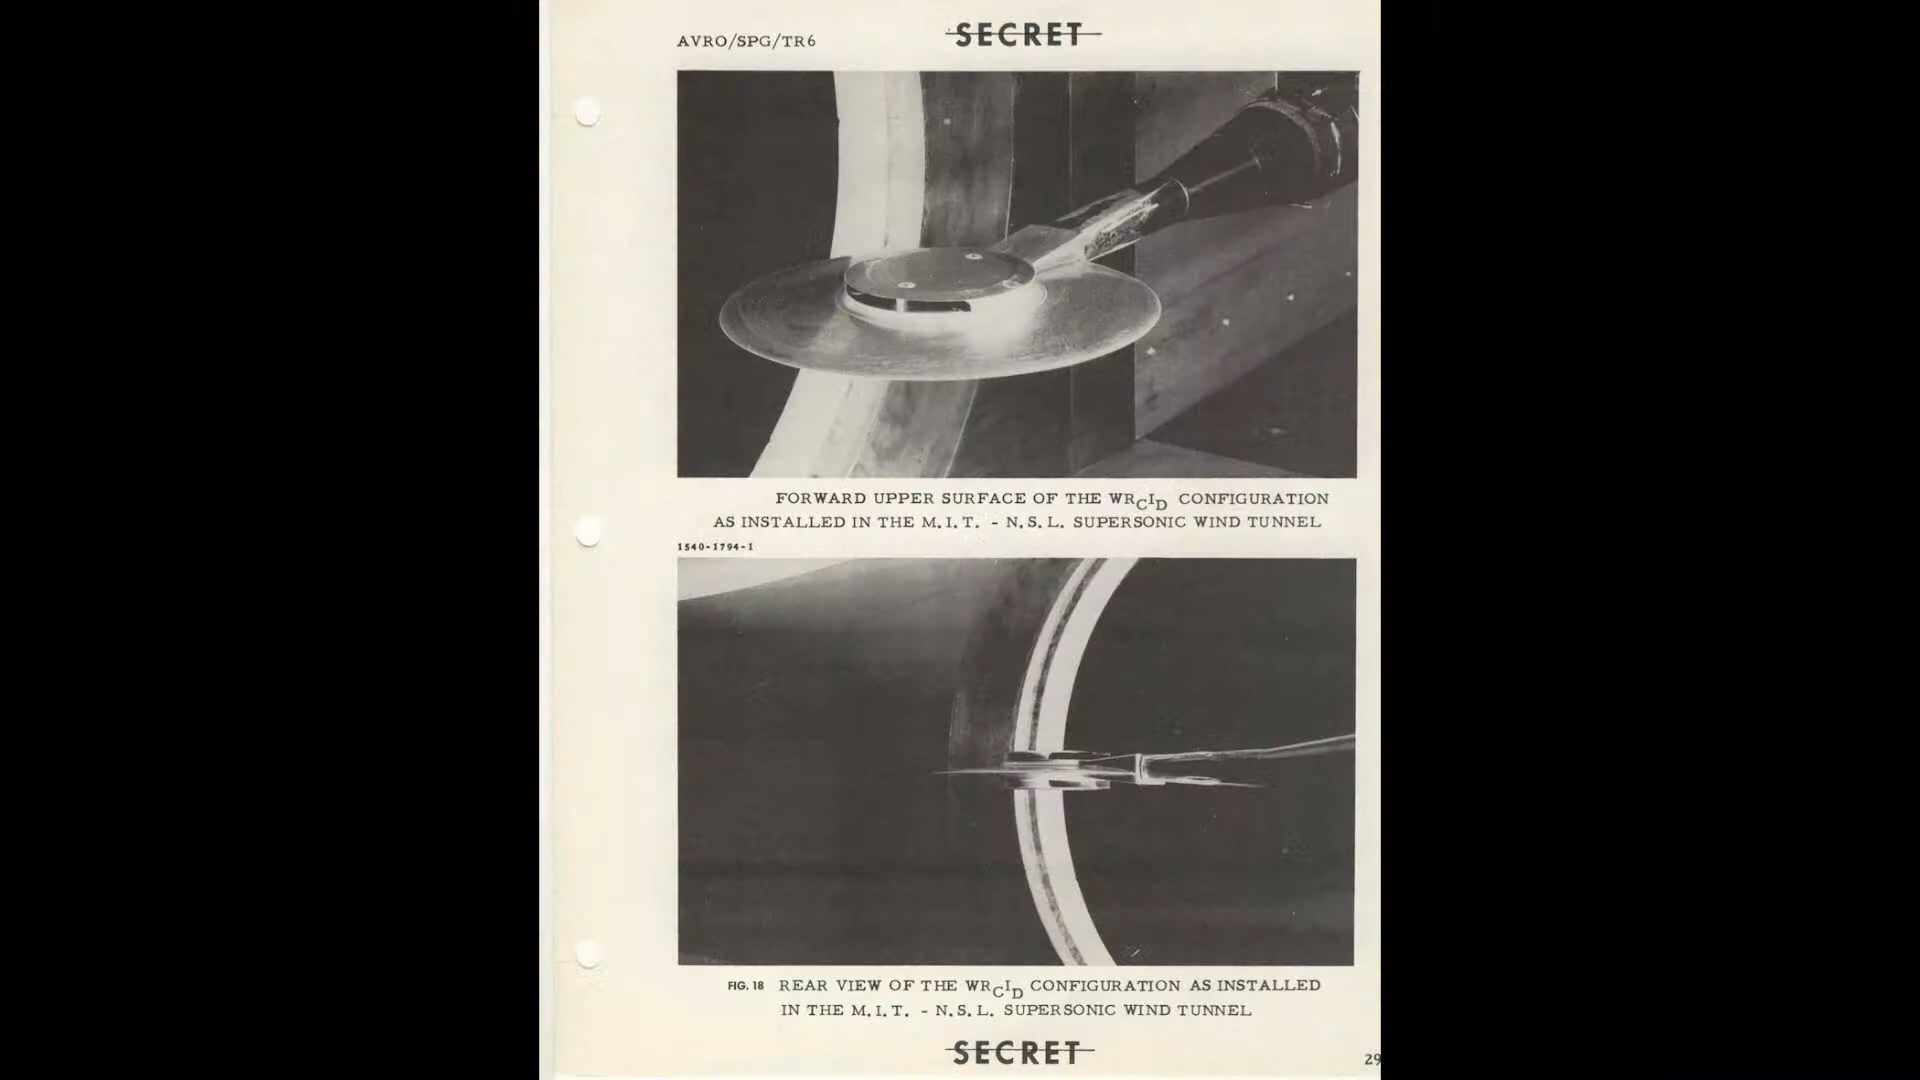 AVRO/SPG/TR6
SECRET
FORWARD UPPER SURFACE OF THE WRCID CONFIGURATION
AS INSTALLED IN THE M.I.T. - N.S.L. SUPERSONIC WIND TUNNEL
1540-1794-1
FIG. 18 REAR VIEW OF THE WRCID CONFIGURATION AS INSTALLED
IN THE M.I.T. - N.S.L. SUPERSONIC WIND TUNNEL
SECRET
29